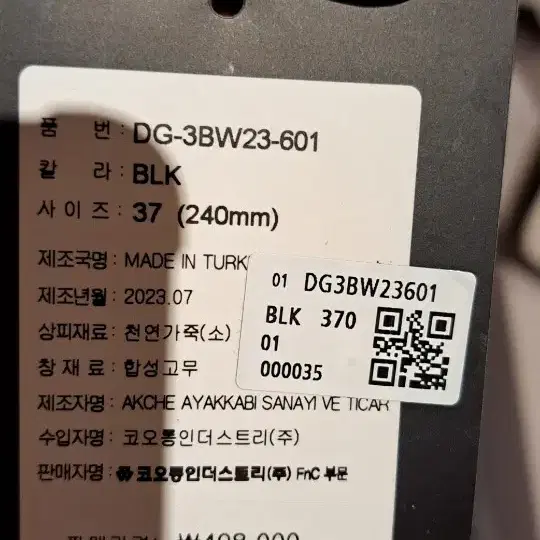 품 번 : DG-3BW23-601
칼 라 : BLK
사 이 즈 : 37 (240mm)
제조국명 : MADE IN TURK
제조년월 : 2023.07
상피재료 : 천연가죽(소)
창 재 료 : 합성고무
제조자명 : AKCHE AYAKKABI SANAYI VE TICAR
수입자명 : 코오롱인더스트리(주)
판매자명 : 코오롱인더스트리(주) FnC 부문
01 DG3BW23601
BLK 370
01
000035